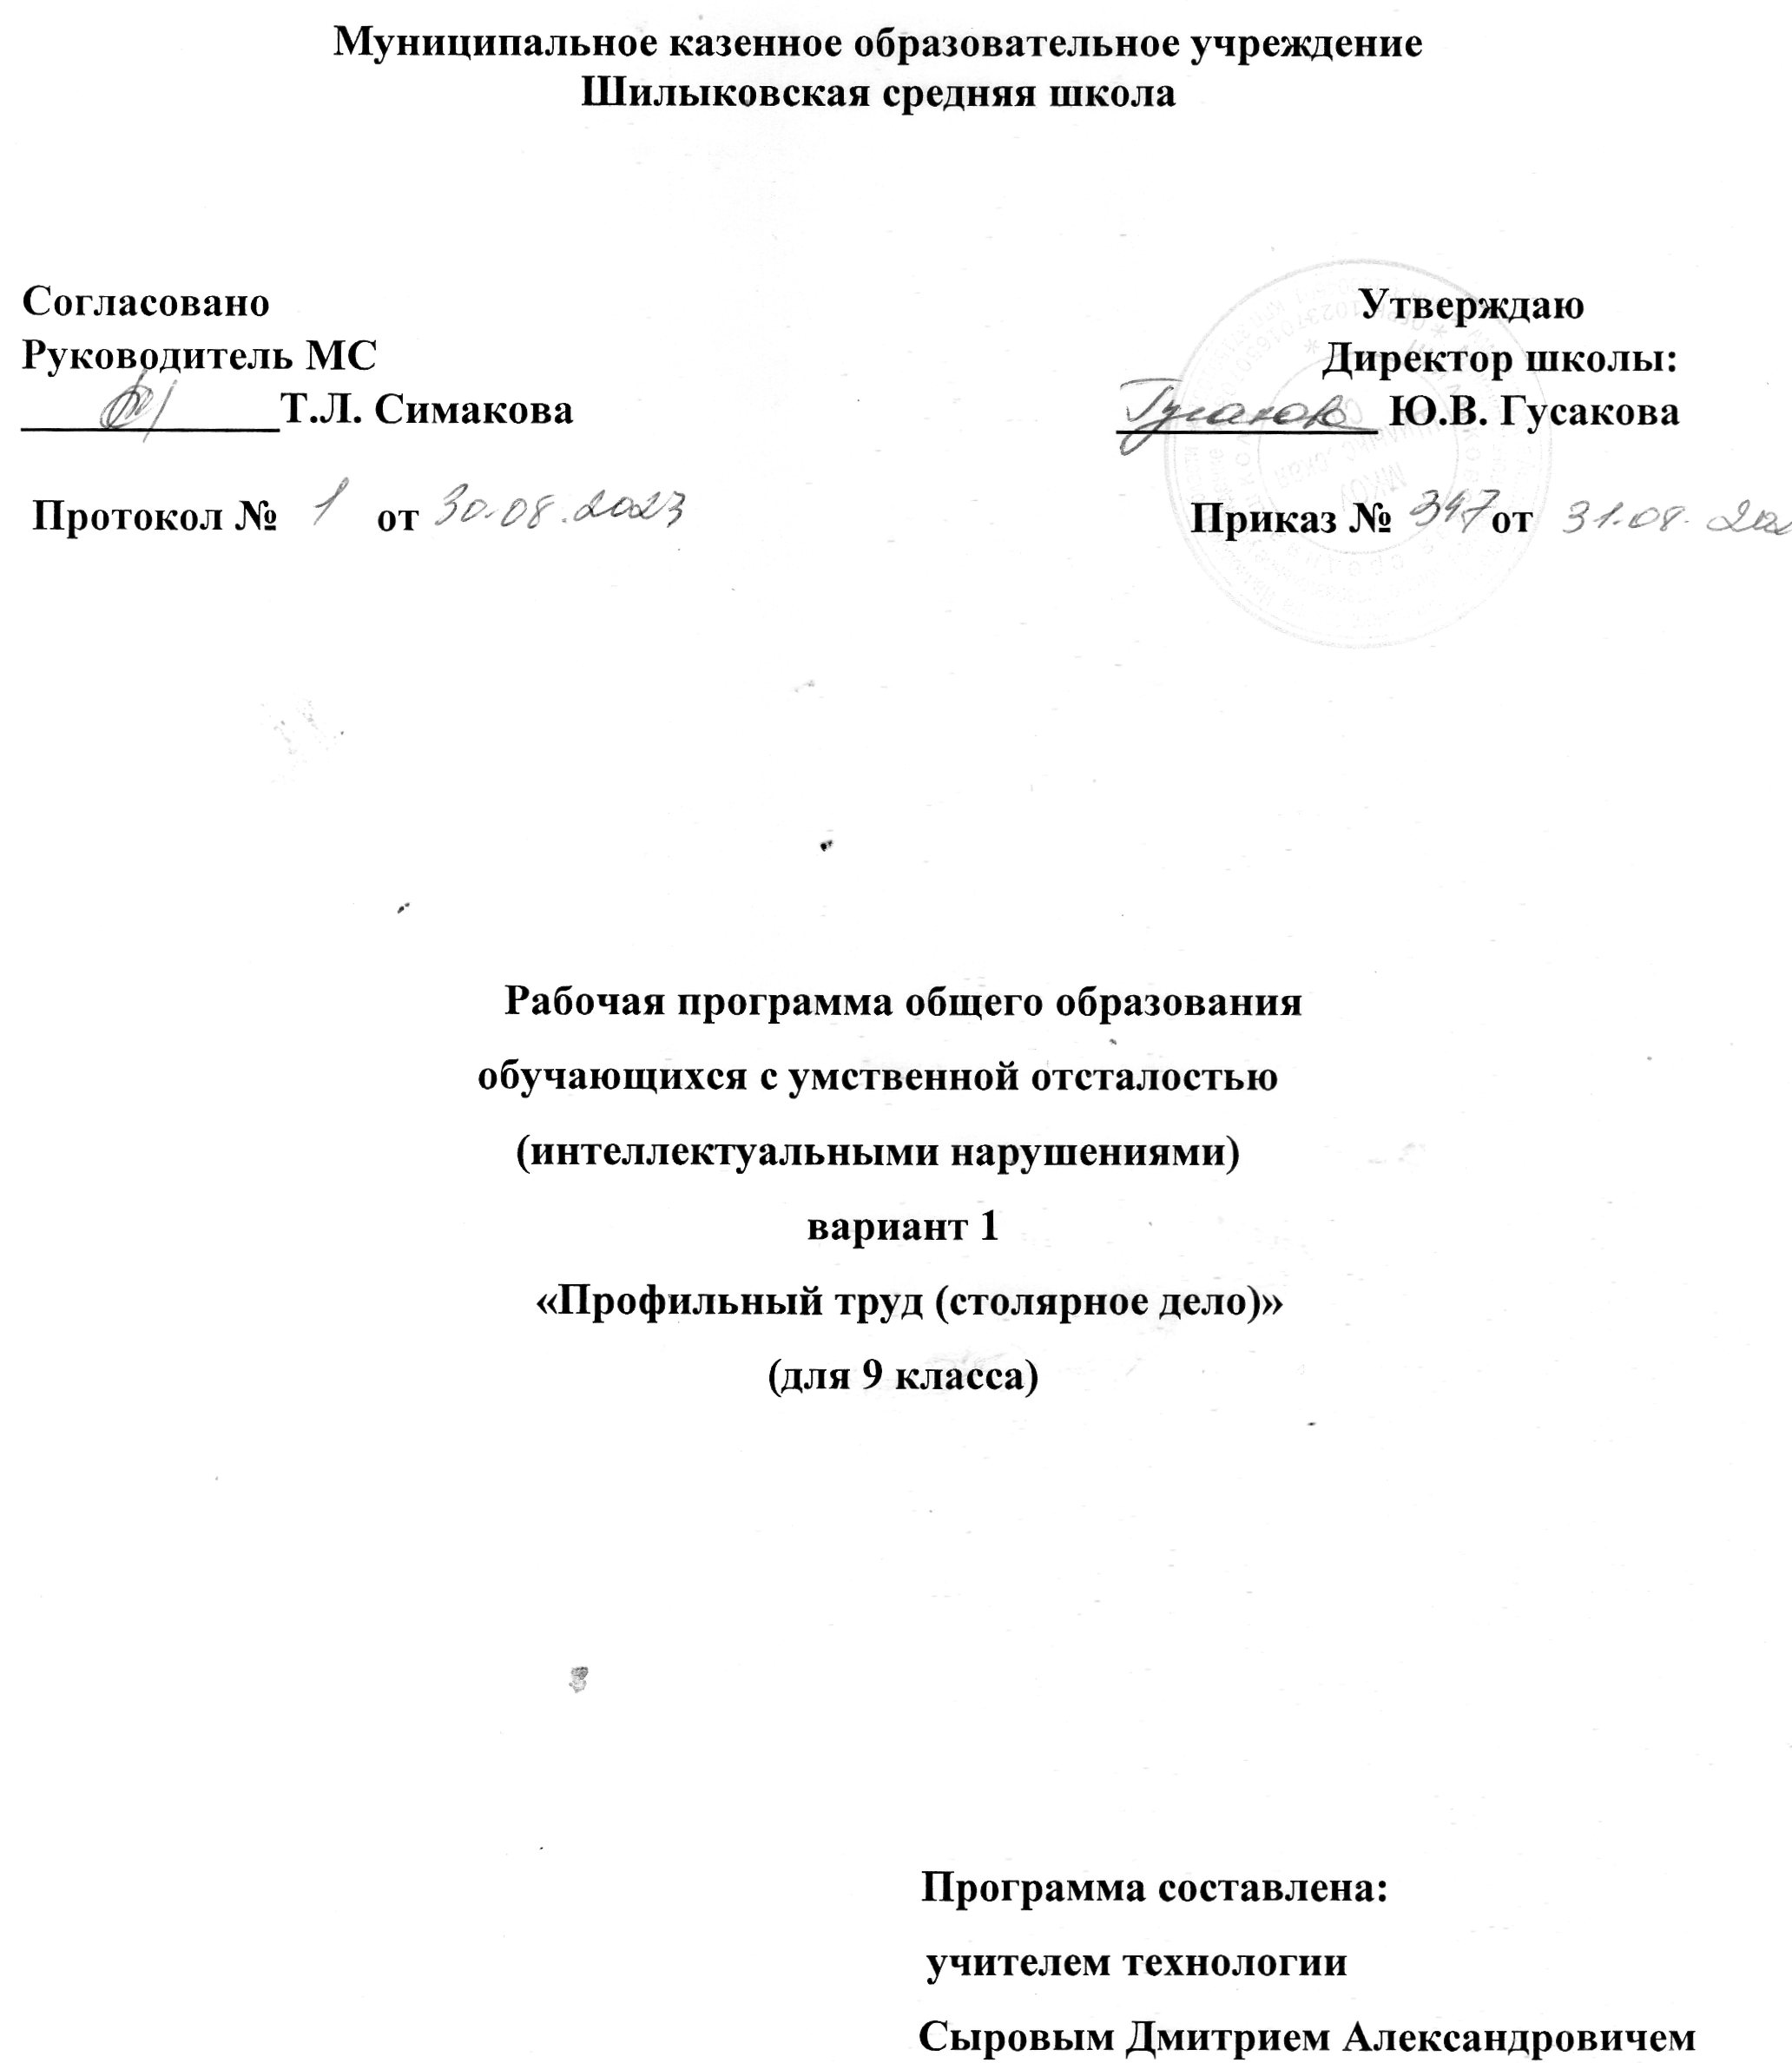 Муниципальное казенное образовательное учреждение
Шилыковская средняя школа
Согласовано
Руководитель МС
Т.Л. Симакова
Протокол № 1 от 30.08.2023
Утверждаю
Директор школы:
Ю.В. Гусакова
Приказ № 347 от 31.08.
Рабочая программа общего образования
обучающихся с умственной отсталостью
(интеллектуальными нарушениями)
вариант 1
«Профильный труд (столярное дело)»
(для 9 класса)
Программа составлена:
учителем технологии
Сыровым Дмитрием Александровичем